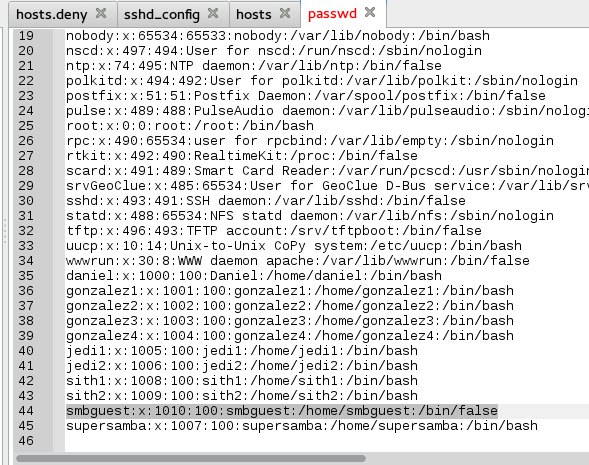 hosts.deny sshd_config hosts passwd
19 nobody:x:65534:65533:nobody:/var/lib/nobody:/bin/bash
20 nscd:x:497:494:User for nscd:/run/nscd:/sbin/nologin
21 ntp:x:74:495:NTP daemon:/var/lib/ntp:/bin/false
22 polkitd:x:494:492:User for polkitd:/var/lib/polkit:/sbin/nologin
23 postfix:x:51:51:Postfix Daemon:/var/spool/postfix:/bin/false
24 pulse:x:489:488:PulseAudio daemon:/var/lib/pulseaudio:/sbin/nolog
25 root:x:0:0:root:/root:/bin/bash
26 rpc:x:490:65534:user for rpcbind:/var/lib/empty:/sbin/nologin
27 rtkit:x:492:490:RealtimeKit:/proc:/bin/false
28 scard:x:491:489:Smart Card Reader:/var/run/pcscd:/usr/sbin/nolog
29 srvGeoClue:x:485:65534:User for GeoClue D-Bus service:/var/lib/srv
30 sshd:x:493:491:SSH daemon:/var/lib/sshd:/bin/false
31 statd:x:488:65534:NFS statd daemon:/var/lib/nfs:/sbin/nologin
32 tftp:x:496:493:TFTP account:/srv/tftpboot:/bin/false
33 uucp:x:10:14:Unix-to-Unix CoPy system:/etc/uucp:/bin/bash
34 wwwrun:x:30:8:WWW daemon apache:/var/lib/wwwrun:/bin/false
35 daniel:x:1000:100:Daniel:/home/daniel:/bin/bash
36 gonzalez1:x:1001:100:gonzalez1:/home/gonzalez1:/bin/bash
37 gonzalez2:x:1002:100:gonzalez2:/home/gonzalez2:/bin/bash
38 gonzalez3:x:1003:100:gonzalez3:/home/gonzalez3:/bin/bash
39 gonzalez4:x:1004:100:gonzalez4:/home/gonzalez4:/bin/bash
40 jedi1:x:1005:100:jedi1:/home/jedi1:/bin/bash
41 jedi2:x:1006:100:jedi2:/home/jedi2:/bin/bash
42 sith1:x:1008:100:sith1:/home/sith1:/bin/bash
43 sith2:x:1009:100:sith2:/home/sith2:/bin/bash
44 smbguest:x:1010:100:smbguest:/home/smbguest:/bin/false
45 supersamba:x:1007:100:supersamba:/home/supersamba:/bin/bash
46